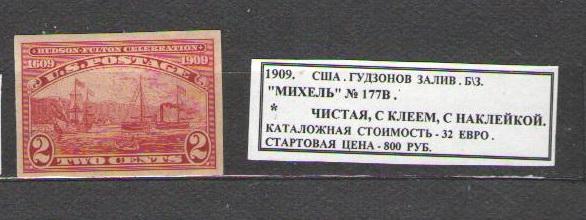 HUDSON-FULTON CELEBRATION
1609 1909
U.S. POSTAGE
2 2
TWO CENTS
1909. США. ГУДЗОНОВ ЗАЛИВ. Б\З.
"МИХЕЛЬ" № 177В.
* ЧИСТАЯ, С КЛЕЕМ, С НАКЛЕЙКОЙ.
КАТАЛОЖНАЯ СТОИМОСТЬ - 32 ЕВРО.
СТАРТОВАЯ ЦЕНА - 800 РУБ.